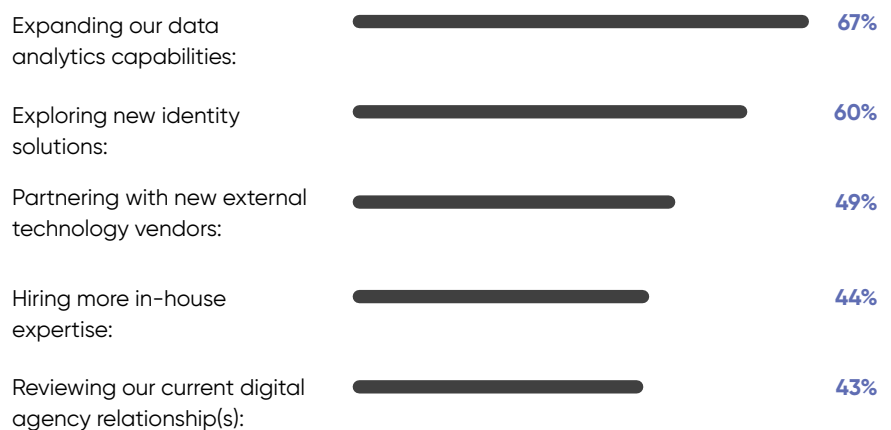 Expanding our data
analytics capabilities:
67%
Exploring new identity
solutions:
60%
Partnering with new external
technology vendors:
49%
Hiring more in-house
expertise:
44%
Reviewing our current digital
agency relationship(s):
43%